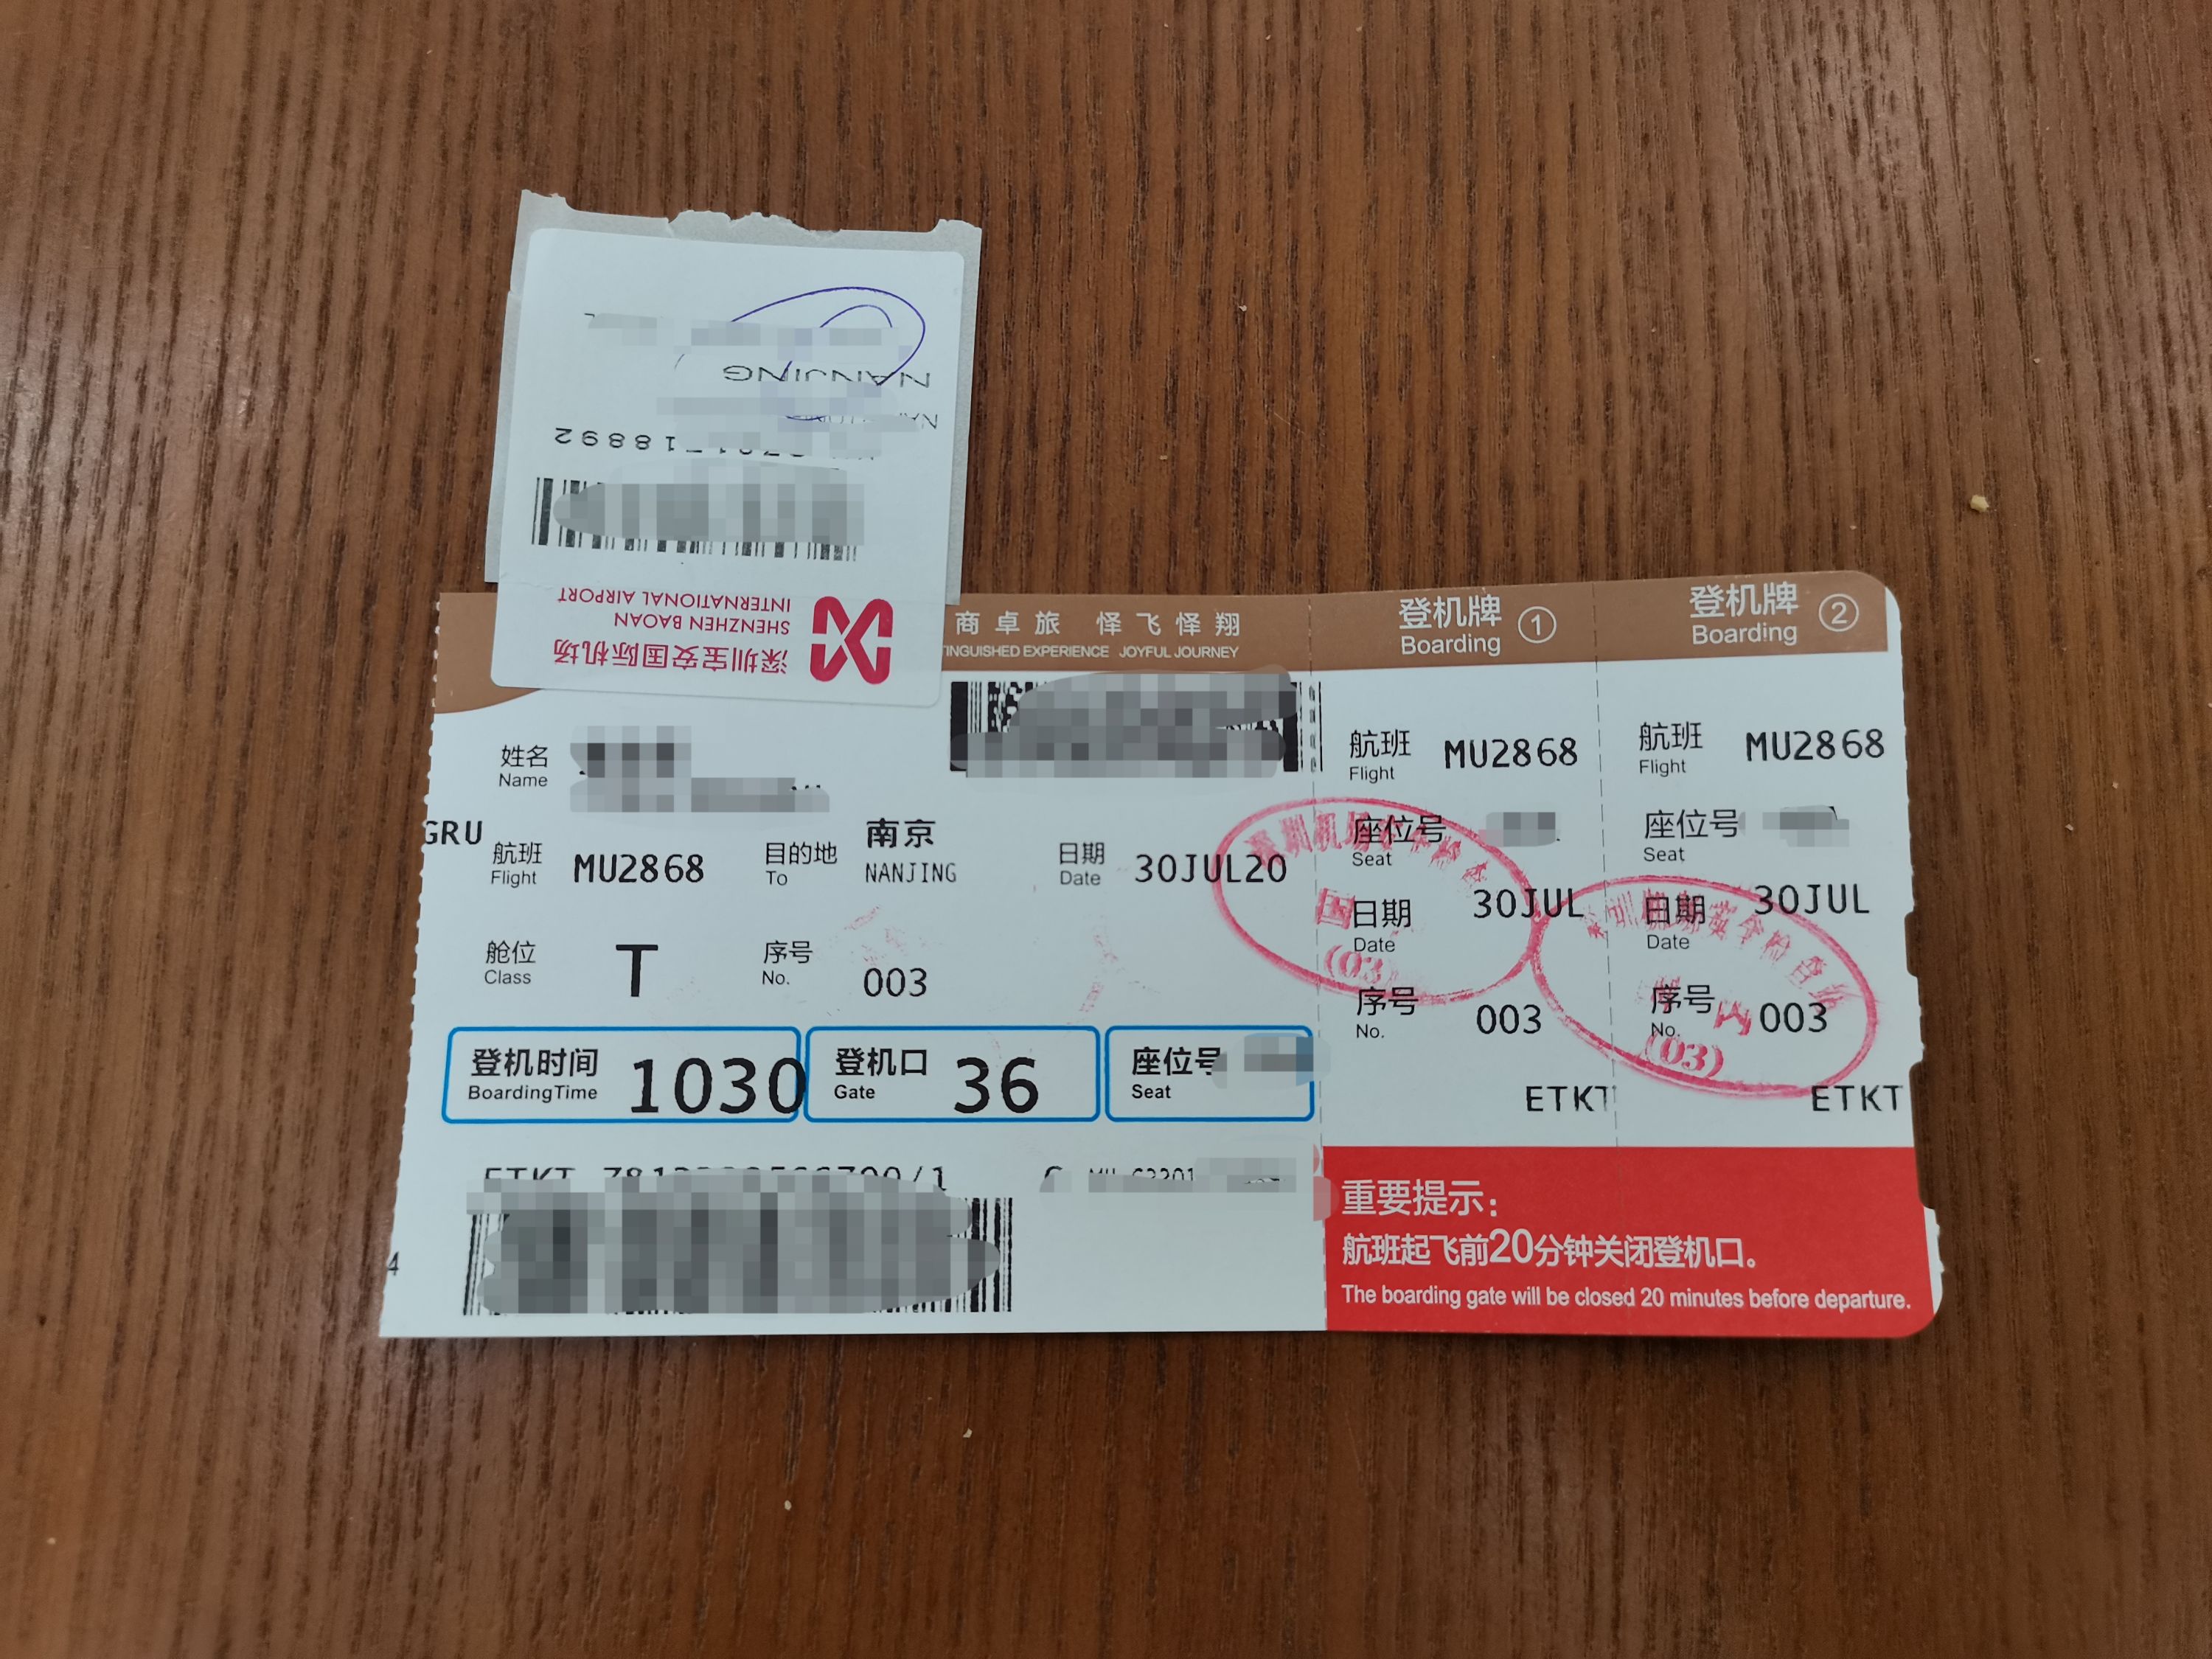 NANJING
18892
SHENZHEN BAOAN
INTERNATIONAL AIRPORT
深圳宝安国际机场
商卓旅 怿飞怿翔
EXPERIENCE JOYFUL JOURNEY
登机牌 ①
Boarding
登机牌 ②
Boarding
姓名
Name
GRU
航班 MU2868
Flight
目的地 南京
To NANJING
日期 30JUL20
Date
舱位 T
Class
序号 003
No.
登机时间 1030
BoardingTime
登机口 36
Gate
座位号
Seat
ETKT
4
航班 MU2868
Flight
座位号
Seat
日期 30JUL
Date
序号 003
No.
ETKT
(03)
航班 MU2868
Flight
座位号
Seat
日期 30JUL
Date
序号 003
No.
ETKT
(03)
重要提示：
航班起飞前20分钟关闭登机口。
The boarding gate will be closed 20 minutes before departure.